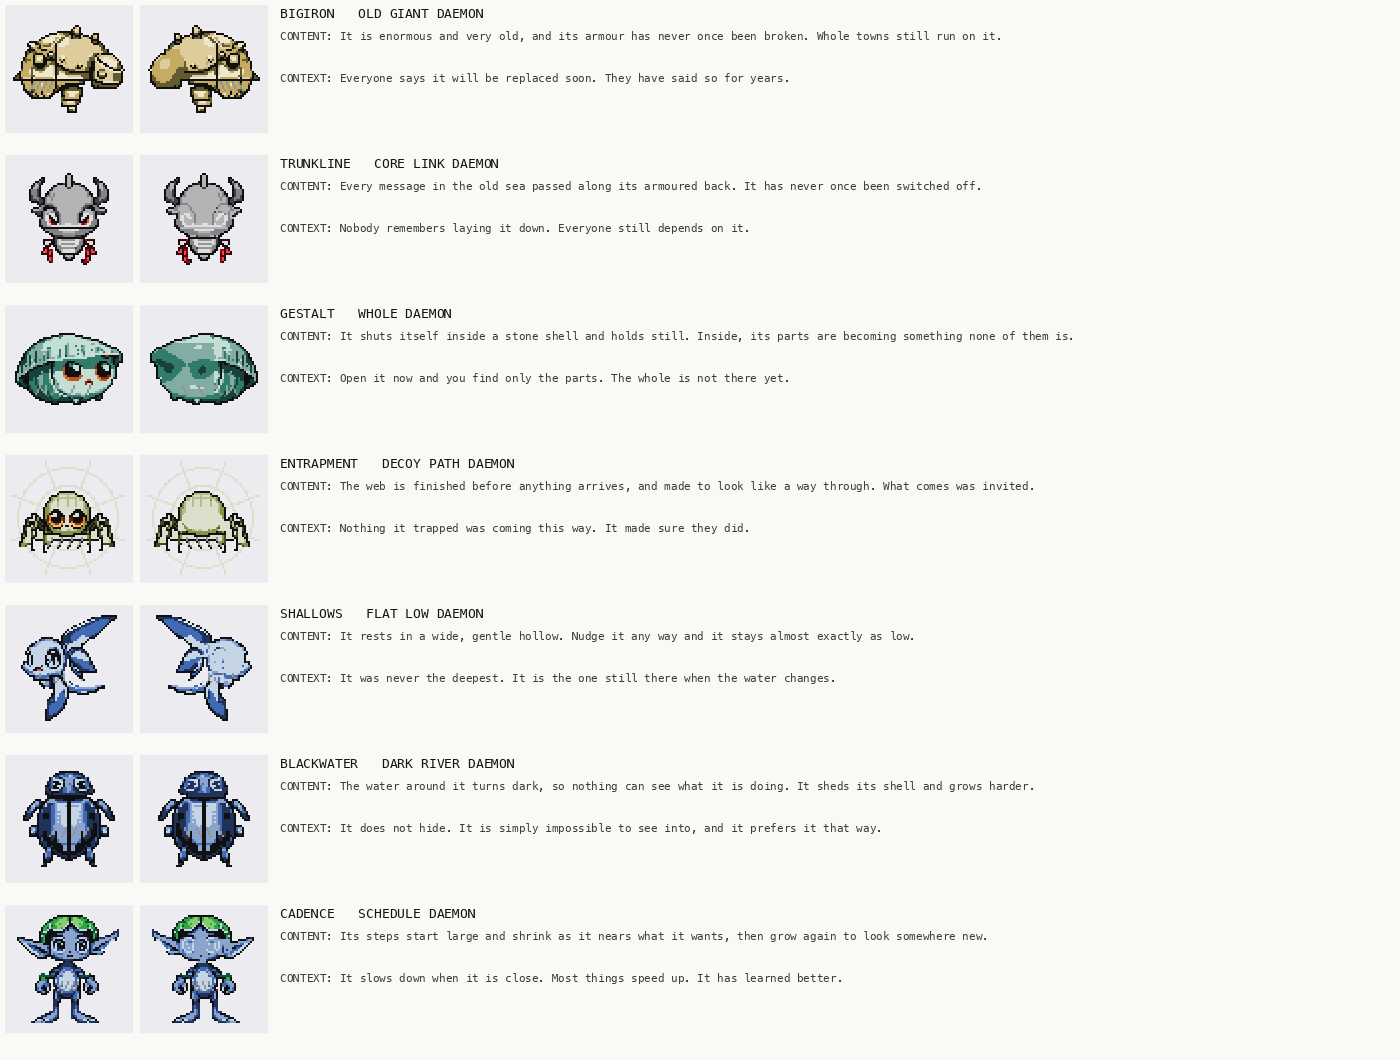 BIGIRON   OLD GIANT DAEMON
CONTENT: It is enormous and very old, and its armour has never once been broken. Whole towns still run on it.
CONTEXT: Everyone says it will be replaced soon. They have said so for years.
TRUNKLINE   CORE LINK DAEMON
CONTENT: Every message in the old sea passed along its armoured back. It has never once been switched off.
CONTEXT: Nobody remembers laying it down. Everyone still depends on it.
GESTALT   WHOLE DAEMON
CONTENT: It shuts itself inside a stone shell and holds still. Inside, its parts are becoming something none of them is.
CONTEXT: Open it now and you find only the parts. The whole is not there yet.
ENTRAPMENT   DECOY PATH DAEMON
CONTENT: The web is finished before anything arrives, and made to look like a way through. What comes was invited.
CONTEXT: Nothing it trapped was coming this way. It made sure they did.
SHALLOWS   FLAT LOW DAEMON
CONTENT: It rests in a wide, gentle hollow. Nudge it any way and it stays almost exactly as low.
CONTEXT: It was never the deepest. It is the one still there when the water changes.
BLACKWATER   DARK RIVER DAEMON
CONTENT: The water around it turns dark, so nothing can see what it is doing. It sheds its shell and grows harder.
CONTEXT: It does not hide. It is simply impossible to see into, and it prefers it that way.
CADENCE   SCHEDULE DAEMON
CONTENT: Its steps start large and shrink as it nears what it wants, then grow again to look somewhere new.
CONTEXT: It slows down when it is close. Most things speed up. It has learned better.